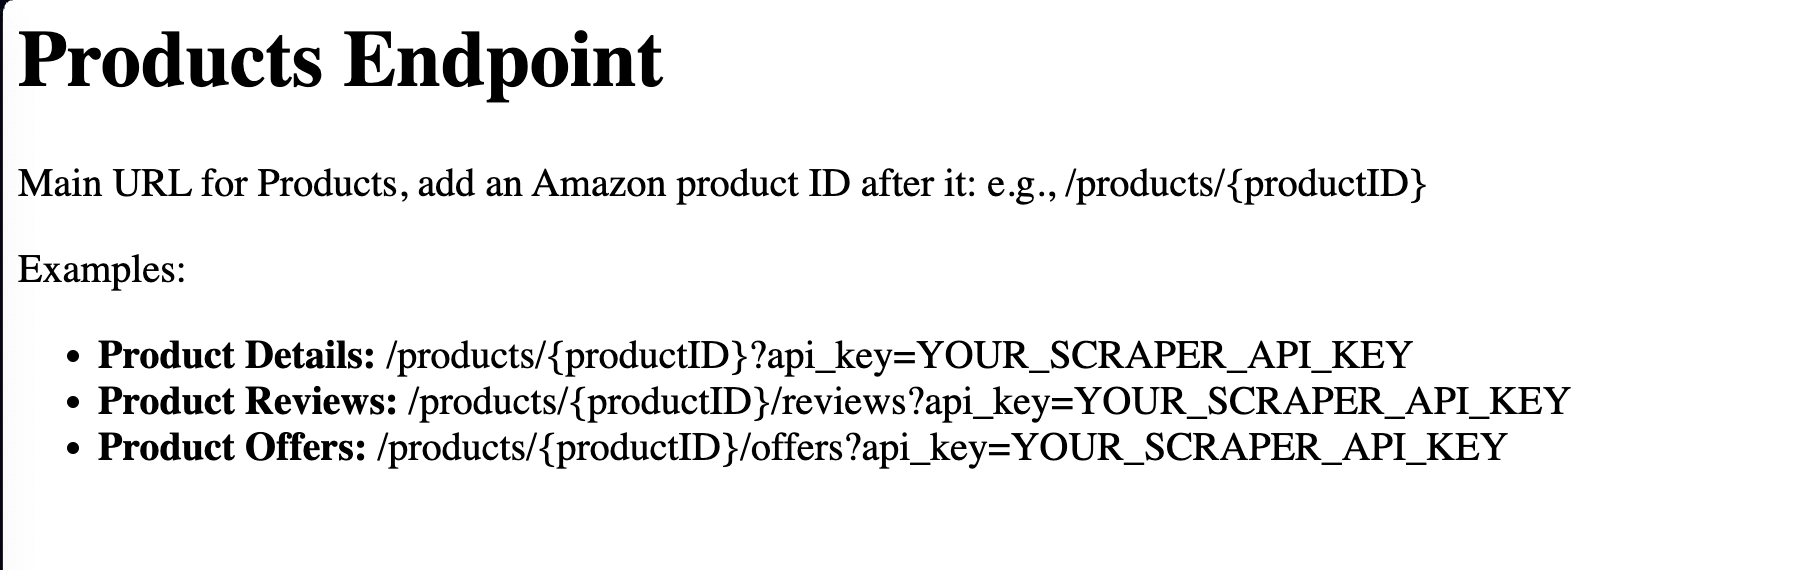 Products Endpoint
Main URL for Products, add an Amazon product ID after it: e.g., /products/{productID}
Examples:
• Product Details: /products/{productID}?api_key=YOUR_SCRAPER_API_KEY
• Product Reviews: /products/{productID}/reviews?api_key=YOUR_SCRAPER_API_KEY
• Product Offers: /products/{productID}/offers?api_key=YOUR_SCRAPER_API_KEY